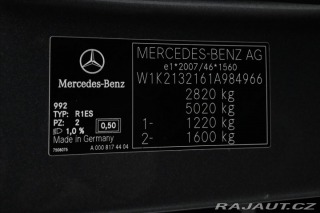 Mercedes-Benz
992
TYP: R1ES
PZ: 2
1,0 %
0,50
Made in Germany
A 000 817 44 04
MERCEDES-BENZ AG
e1*2007/46*1560
W1K2132161A984966
2820 kg
5020 kg
1- 1220 kg
2- 1600 kg
RAJAUT.CZ